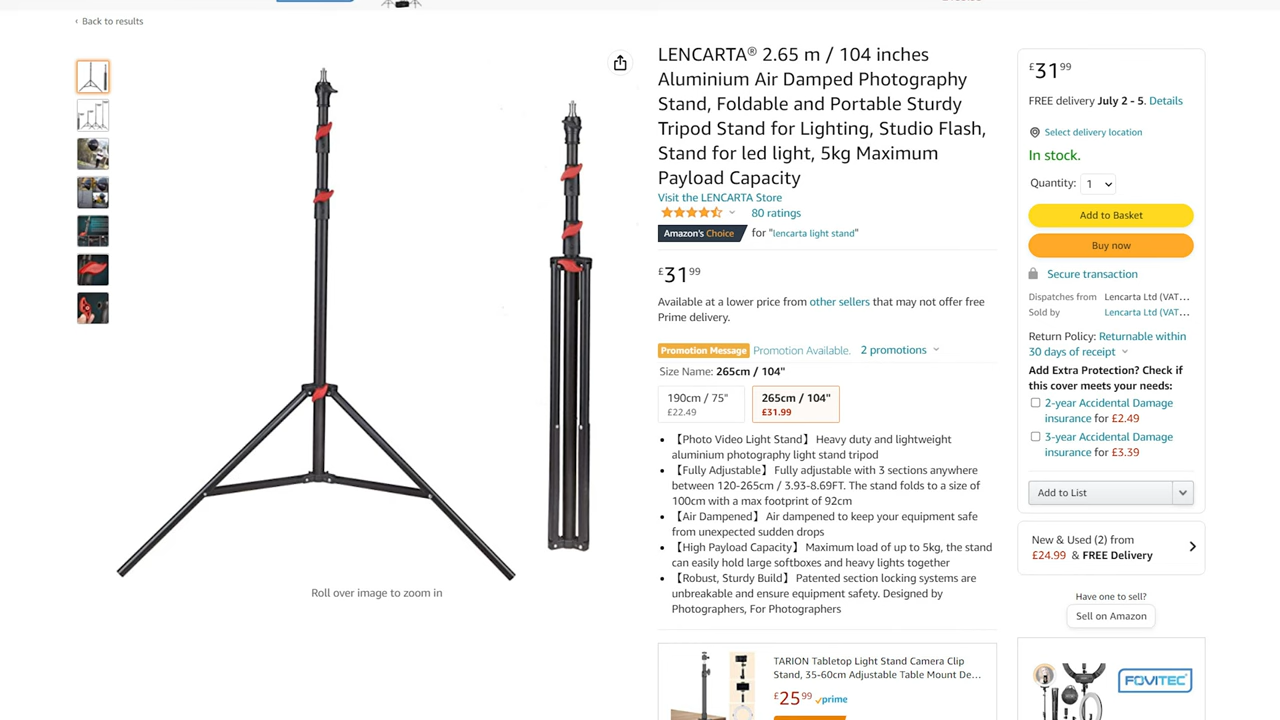 ‹ Back to results
LENCARTA® 2.65 m / 104 inches
Aluminium Air Damped Photography
Stand, Foldable and Portable Sturdy
Tripod Stand for Lighting, Studio Flash,
Stand for led light, 5kg Maximum
Payload Capacity
Visit the LENCARTA Store
80 ratings
Amazon's Choice for "lencarta light stand"
£31⁹⁹
Available at a lower price from other sellers that may not offer free
Prime delivery.
Promotion Message Promotion Available. 2 promotions
Size Name: 265cm / 104"
190cm / 75"
£22.49
265cm / 104"
£31.99
• 【Photo Video Light Stand】 Heavy duty and lightweight
aluminium photography light stand tripod
• 【Fully Adjustable】 Fully adjustable with 3 sections anywhere
between 120-265cm / 3.93-8.69FT. The stand folds to a size of
100cm with a max footprint of 92cm
• 【Air Dampened】 Air dampened to keep your equipment safe
from unexpected sudden drops
• 【High Payload Capacity】 Maximum load of up to 5kg, the stand
can easily hold large softboxes and heavy lights together
• 【Robust, Sturdy Build】 Patented section locking systems are
unbreakable and ensure equipment safety. Designed by
Photographers, For Photographers
Roll over image to zoom in
TARION Tabletop Light Stand Camera Clip
Stand, 35-60cm Adjustable Table Mount De...
£25⁹⁹ prime
£31⁹⁹
FREE delivery July 2 - 5. Details
Select delivery location
In stock.
Quantity: 1
Add to Basket
Buy now
Secure transaction
Dispatches from Lencarta Ltd (VAT...
Sold by Lencarta Ltd (VAT...
Return Policy: Returnable within
30 days of receipt
Add Extra Protection? Check if
this cover meets your needs:
2-year Accidental Damage
insurance for £2.49
3-year Accidental Damage
insurance for £3.39
Add to List
New & Used (2) from
£24.99 & FREE Delivery
Have one to sell?
Sell on Amazon
FOVITEC